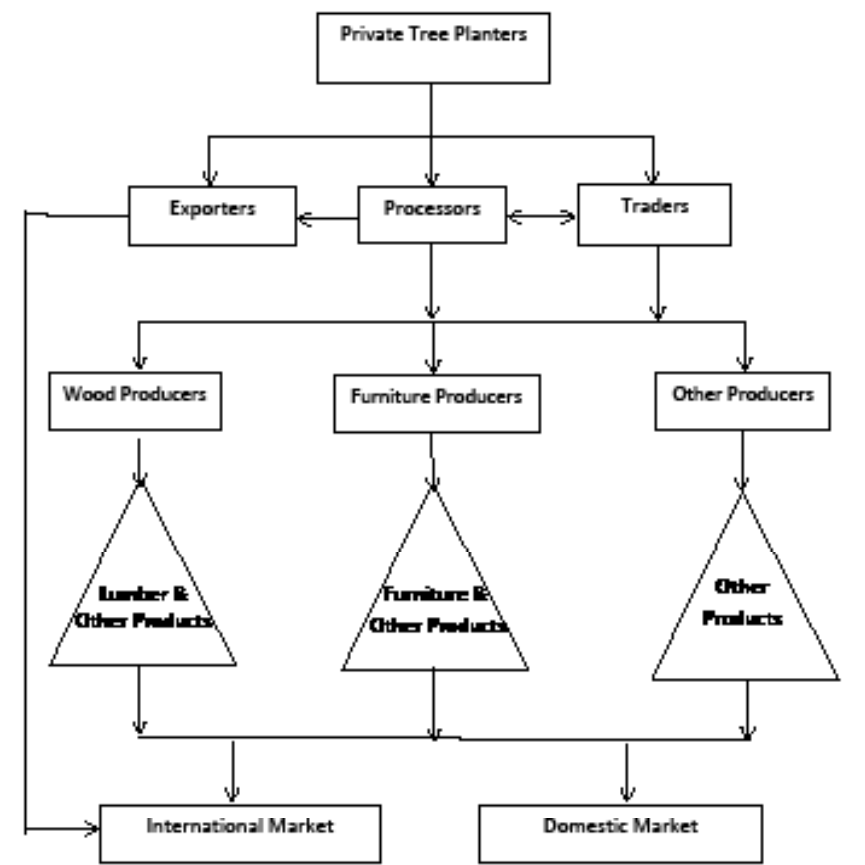 Private Tree Planters
Exporters
Processors
Traders
Wood Producers
Furniture Producers
Other Producers
Lumber &
Other Products
Furniture &
Other Products
Other
Products
International Market
Domestic Market